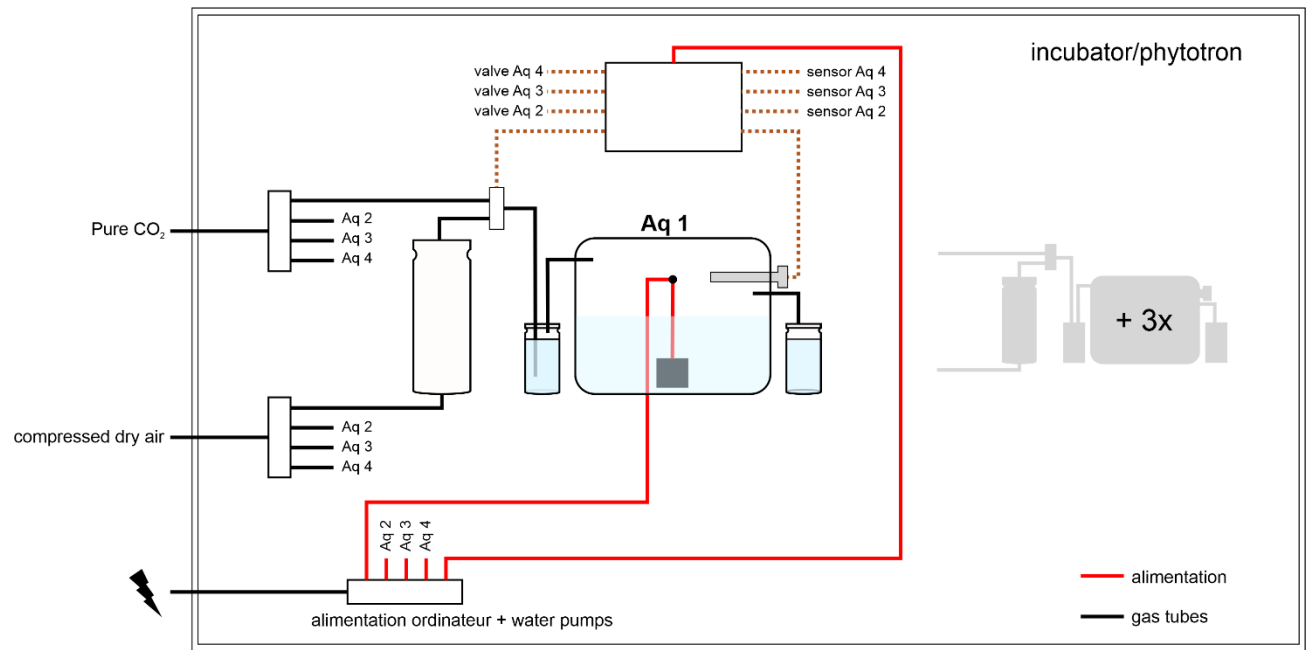 incubator/phytotron
valve Aq 4
valve Aq 3
valve Aq 2
sensor Aq 4
sensor Aq 3
sensor Aq 2
Pure CO₂
Aq 2
Aq 3
Aq 4
Aq 1
+ 3x
compressed dry air
Aq 2
Aq 3
Aq 4
Aq 2
Aq 3
Aq 4
alimentation ordinateur + water pumps
alimentation
gas tubes